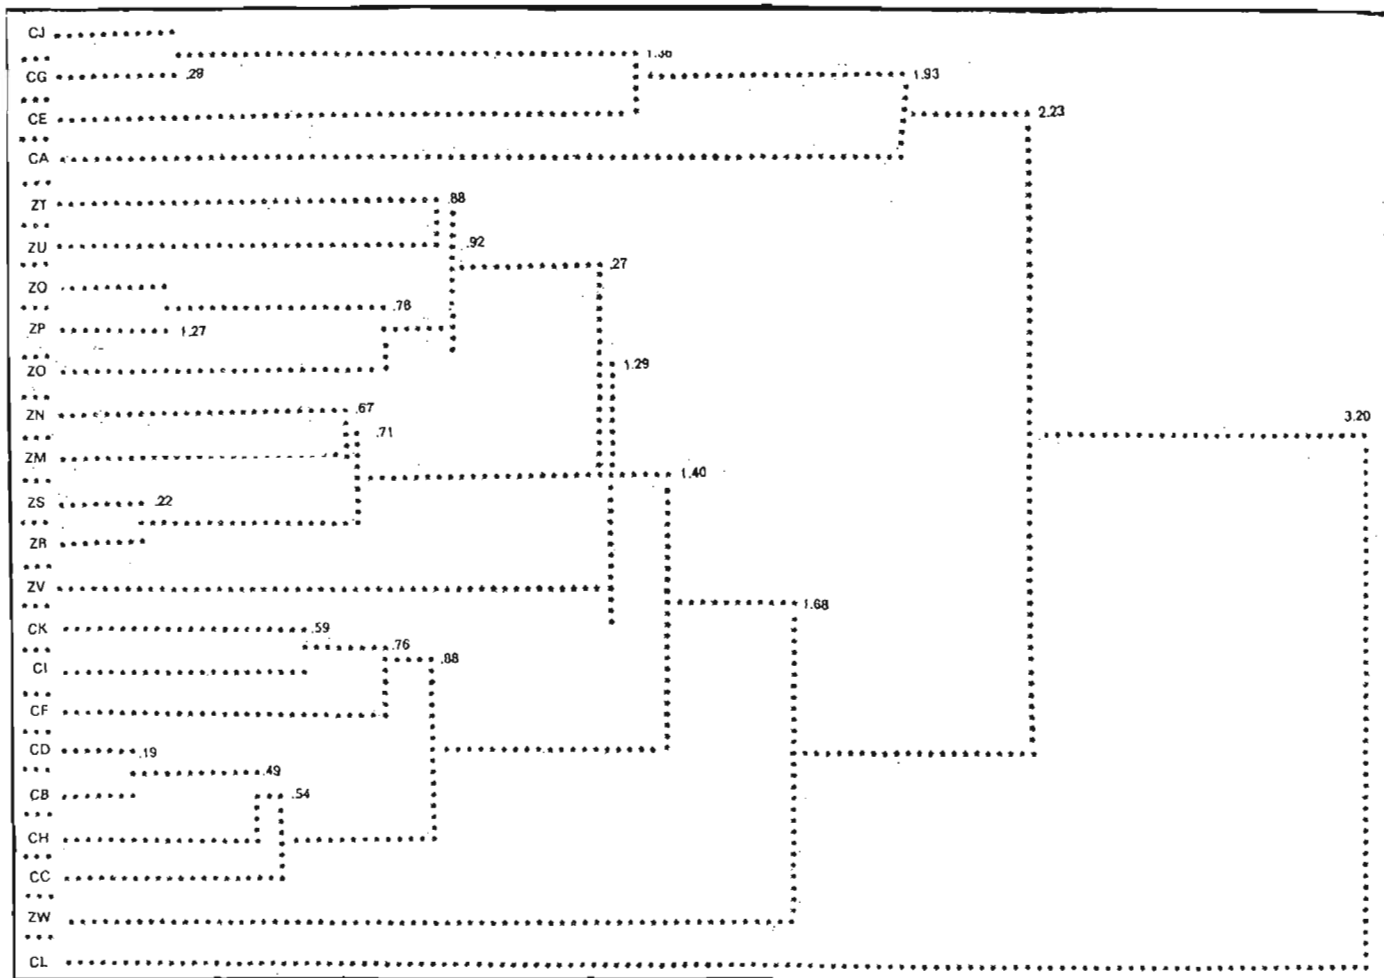 CJ
1.36
CG .28 1.93
CE 2.23
CA
ZT .88
ZU .92
.27
ZQ
.78
ZP 1.27
ZO 1.29
ZN .67 3.20
.71
ZM
1.40
ZS .22
ZR
ZV
1.68
CK .59
.76
CI .88
CF
CD .19
.49
CB .54
CH
CC
ZW
CL